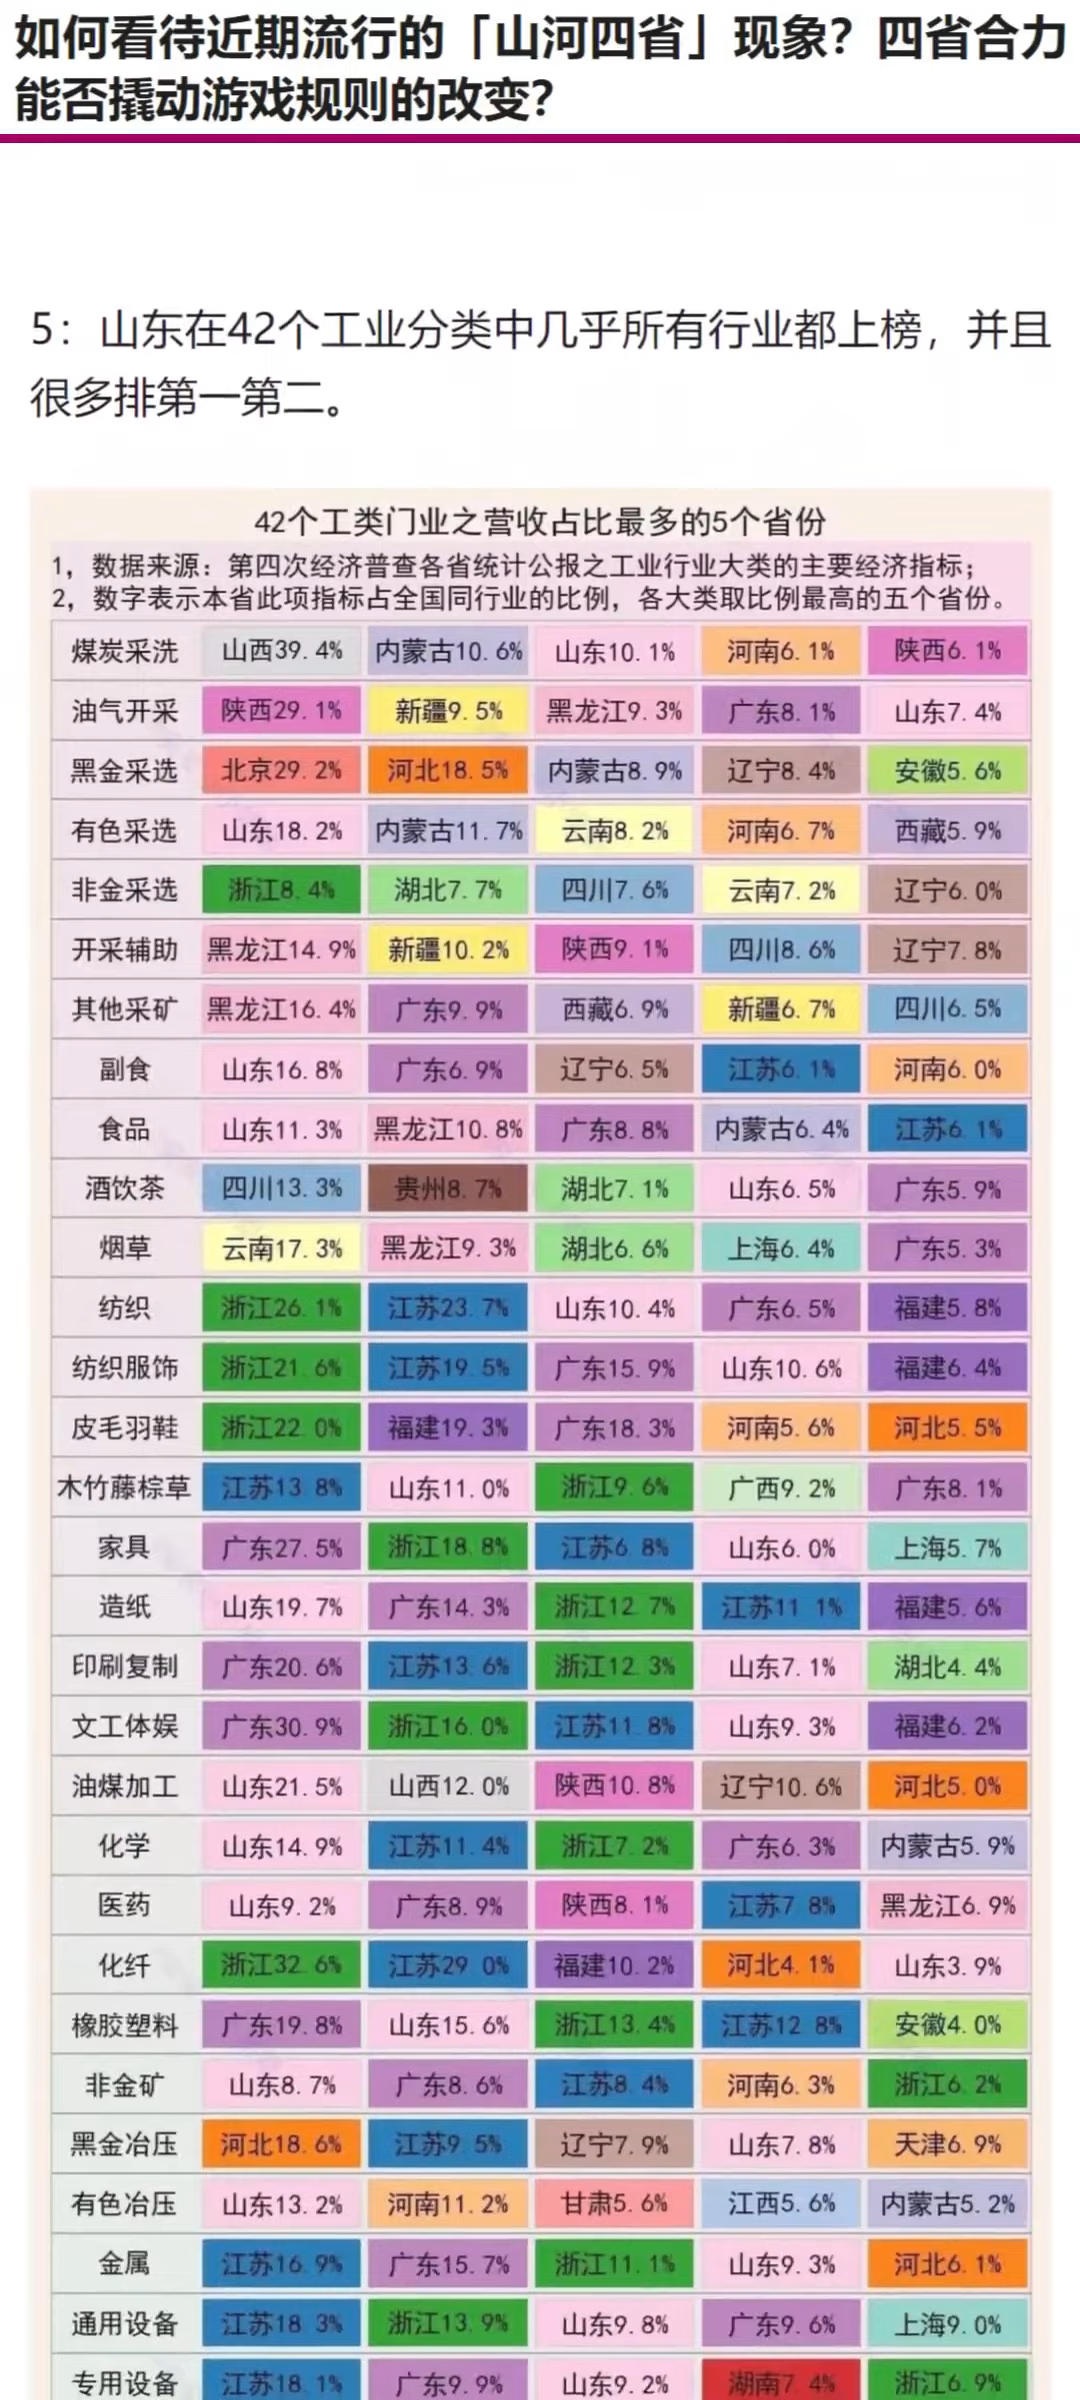 如何看待近期流行的「山河四省」现象？四省合力
能否撬动游戏规则的改变？
5：山东在42个工业分类中几乎所有行业都上榜，并且
很多排第一第二。
42个工类门业之营收占比最多的5个省份
1，数据来源：第四次经济普查各省统计公报之工业行业大类的主要经济指标；
2，数字表示本省此项指标占全国同行业的比例，各大类取比例最高的五个省份。
煤炭采洗 山西39.4% 内蒙古10.6% 山东10.1% 河南6.1% 陕西6.1%
油气开采 陕西29.1% 新疆9.5% 黑龙江9.3% 广东8.1% 山东7.4%
黑金采选 北京29.2% 河北18.5% 内蒙古8.9% 辽宁8.4% 安徽5.6%
有色采选 山东18.2% 内蒙古11.7% 云南8.2% 河南6.7% 西藏5.9%
非金采选 浙江8.4% 湖北7.7% 四川7.6% 云南7.2% 辽宁6.0%
开采辅助 黑龙江14.9% 新疆10.2% 陕西9.1% 四川8.6% 辽宁7.8%
其他采矿 黑龙江16.4% 广东9.9% 西藏6.9% 新疆6.7% 四川6.5%
副食 山东16.8% 广东6.9% 辽宁6.5% 江苏6.1% 河南6.0%
食品 山东11.3% 黑龙江10.8% 广东8.8% 内蒙古6.4% 江苏6.1%
酒饮茶 四川13.3% 贵州8.7% 湖北7.1% 山东6.5% 广东5.9%
烟草 云南17.3% 黑龙江9.3% 湖北6.6% 上海6.4% 广东5.3%
纺织 浙江26.1% 江苏23.7% 山东10.4% 广东6.5% 福建5.8%
纺织服饰 浙江21.6% 江苏19.5% 广东15.9% 山东10.6% 福建6.4%
皮毛羽鞋 浙江22.0% 福建19.3% 广东18.3% 河南5.6% 河北5.5%
木竹藤棕草 江苏13.8% 山东11.0% 浙江9.6% 广西9.2% 广东8.1%
家具 广东27.5% 浙江18.8% 江苏6.8% 山东6.0% 上海5.7%
造纸 山东19.7% 广东14.3% 浙江12.7% 江苏11.1% 福建5.6%
印刷复制 广东20.6% 江苏13.6% 浙江12.3% 山东7.1% 湖北4.4%
文工体娱 广东30.9% 浙江16.0% 江苏11.8% 山东9.3% 福建6.2%
油煤加工 山东21.5% 山西12.0% 陕西10.8% 辽宁10.6% 河北5.0%
化学 山东14.9% 江苏11.4% 浙江7.2% 广东6.3% 内蒙古5.9%
医药 山东9.2% 广东8.9% 陕西8.1% 江苏7.8% 黑龙江6.9%
化纤 浙江32.6% 江苏29.0% 福建10.2% 河北4.1% 山东3.9%
橡胶塑料 广东19.8% 山东15.6% 浙江13.4% 江苏12.8% 安徽4.0%
非金矿 山东8.7% 广东8.6% 江苏8.4% 河南6.3% 浙江6.2%
黑金冶压 河北18.6% 江苏9.5% 辽宁7.9% 山东7.8% 天津6.9%
有色冶压 山东13.2% 河南11.2% 甘肃5.6% 江西5.6% 内蒙古5.2%
金属 江苏16.9% 广东15.7% 浙江11.1% 山东9.3% 河北6.1%
通用设备 江苏18.3% 浙江13.9% 山东9.8% 广东9.6% 上海9.0%
专用设备 江苏18.1% 广东9.9% 山东9.2% 湖南7.4% 浙江6.9%